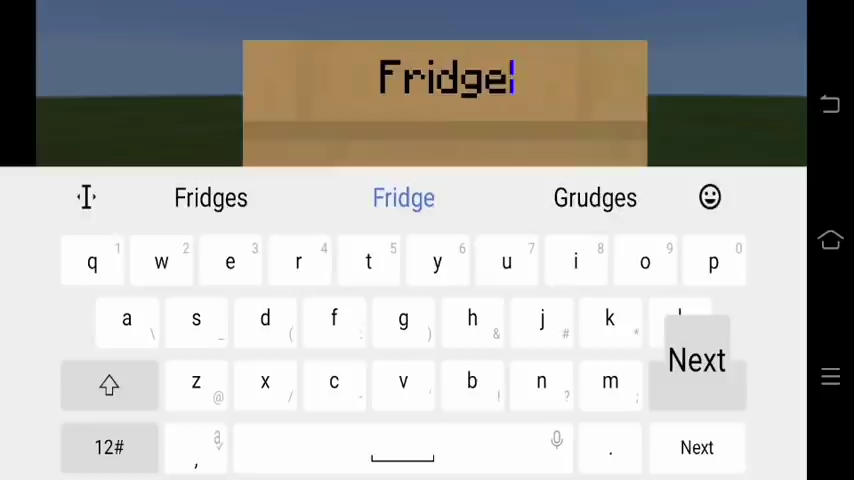 Fridge
Fridges Fridge Grudges
q 1 w 2 e 3 r 4 t 5 y 6 u 7 i 8 o 9 p 0
a \ s _ d ( f : g ) h & j # k *
Next
z @ x / c - v ' b ! n ? m ;
12# , a . Next